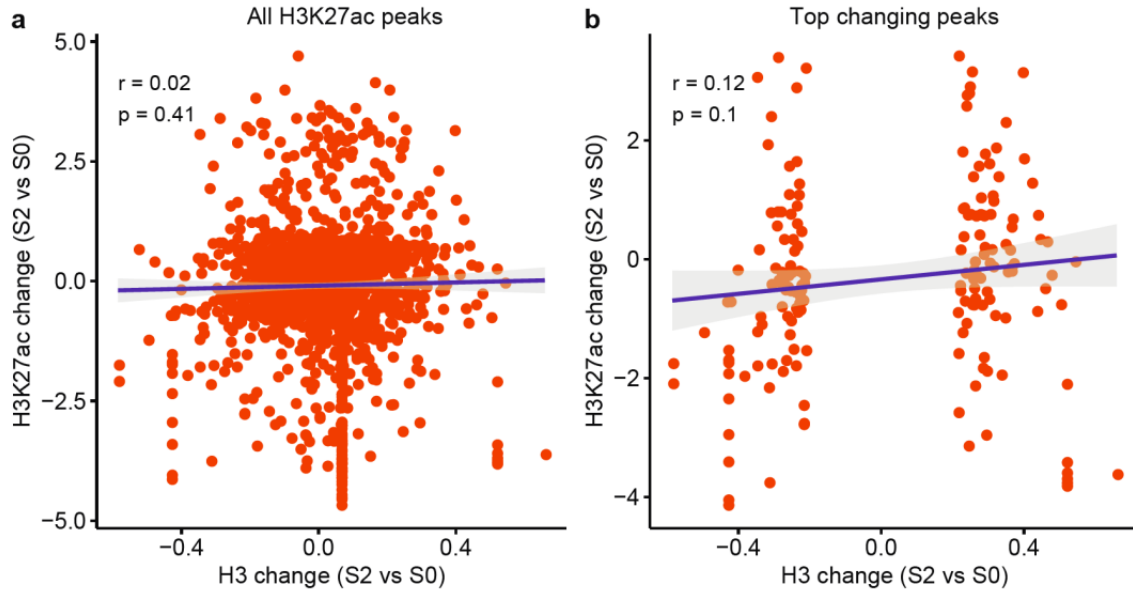 a
All H3K27ac peaks
r = 0.02
p = 0.41
H3K27ac change (S2 vs S0)
5.0
2.5
0.0
−2.5
−5.0
−0.4
0.0
0.4
H3 change (S2 vs S0)
b
Top changing peaks
r = 0.12
p = 0.1
H3K27ac change (S2 vs S0)
2
0
−2
−4
−0.4
0.0
0.4
H3 change (S2 vs S0)